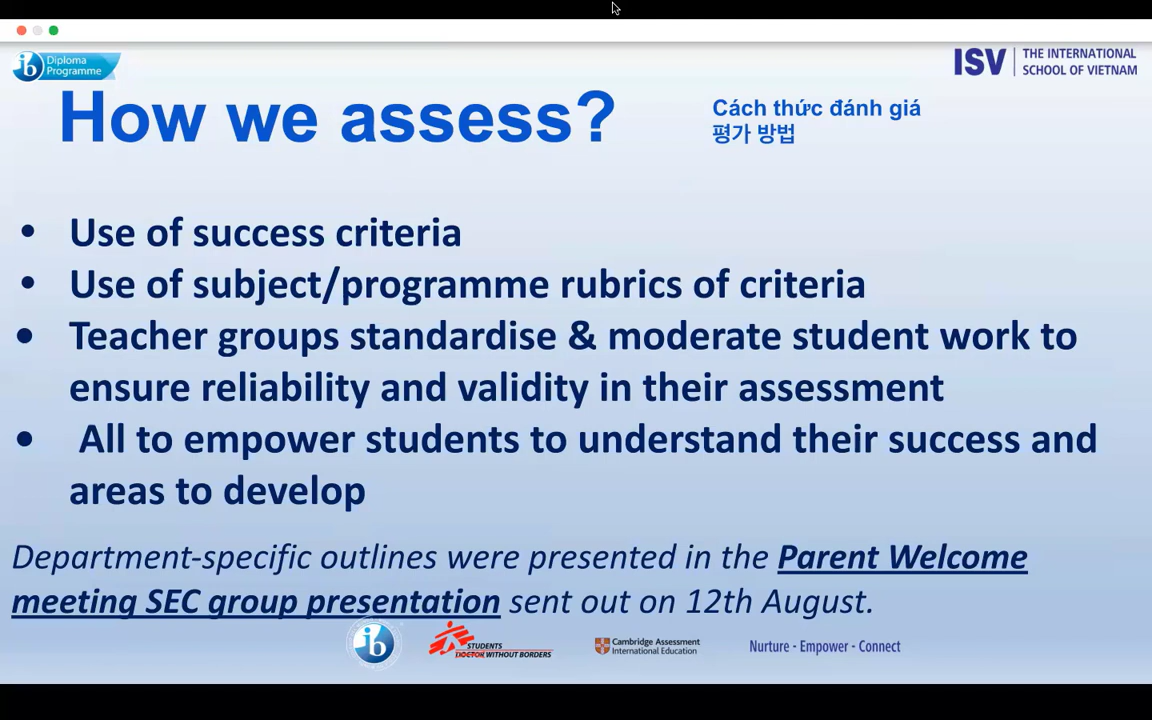 Diploma
Programme
ISV
THE INTERNATIONAL
SCHOOL OF VIETNAM
How we assess?
Cách thức đánh giá
평가 방법
• Use of success criteria
• Use of subject/programme rubrics of criteria
• Teacher groups standardise & moderate student work to
ensure reliability and validity in their assessment
• All to empower students to understand their success and
areas to develop
Department-specific outlines were presented in the Parent Welcome
meeting SEC group presentation sent out on 12th August.
STUDENTS
DOCTOR WITHOUT BORDERS
Cambridge Assessment
International Education
Nurture - Empower - Connect